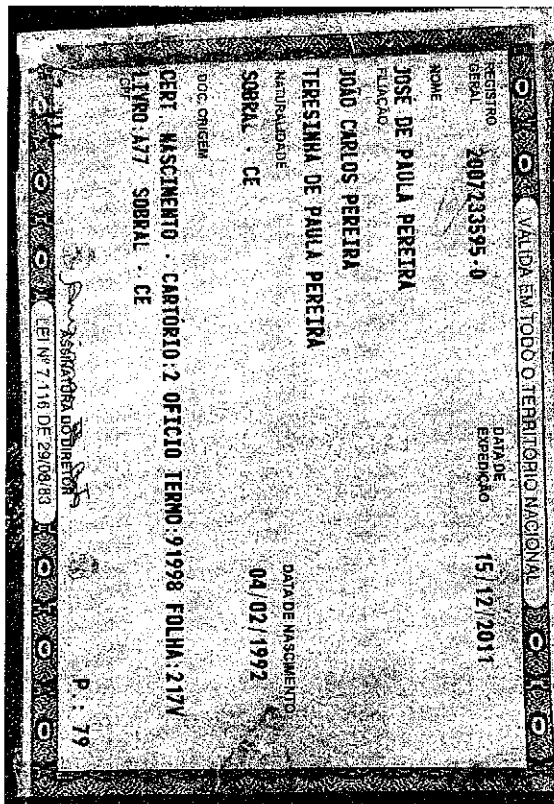 VÁLIDA EM TODO O TERRITÓRIO NACIONAL
REGISTRO GERAL 2007233595-0 DATA DE EXPEDIÇÃO 15/12/2011
NOME
JOSÉ DE PAULA PEREIRA
FILIAÇÃO
JOÃO CARLOS PEREIRA
TERESINHA DE PAULA PEREIRA
NATURALIDADE DATA DE NASCIMENTO
SOBRAL - CE 04/02/1992
DOC. ORIGEM
CERT. NASCIMENTO - CARTÓRIO:2 OFICIO TERMO:91998 FOLHA:217V
LIVRO:A77 SOBRAL - CE
CPF
P: 79
ASSINATURA DO DIRETOR
LEI Nº 7.116 DE 29/08/83